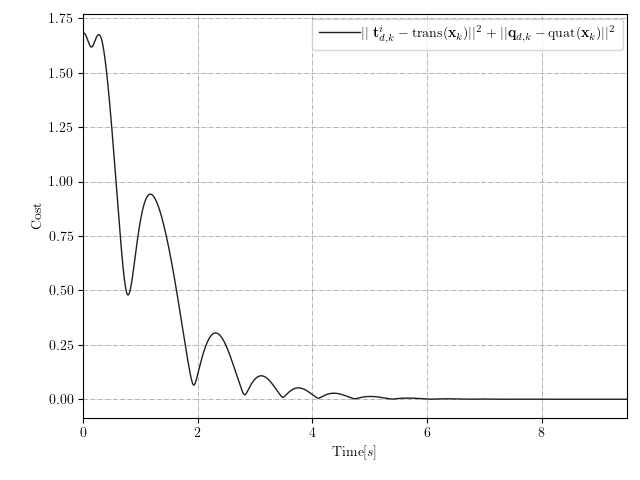 || t^i_{d,k} − trans(x_k)||² + ||q_{d,k} − quat(x_k)||²
1.75
1.50
1.25
1.00
0.75
0.50
0.25
0.00
Cost
0 2 4 6 8
Time[s]